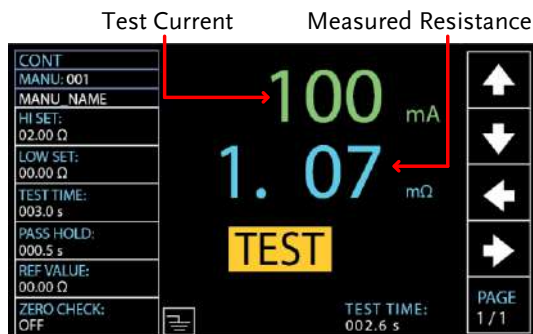 Test Current
Measured Resistance
CONT
MANU: 001
MANU_NAME
HI SET:
02.00 Ω
LOW SET:
00.00 Ω
TEST TIME:
003.0 s
PASS HOLD:
000.5 s
REF VALUE:
00.00 Ω
ZERO CHECK:
OFF
100 mA
1. 07 mΩ
TEST
TEST TIME:
002.6 s
PAGE
1/1